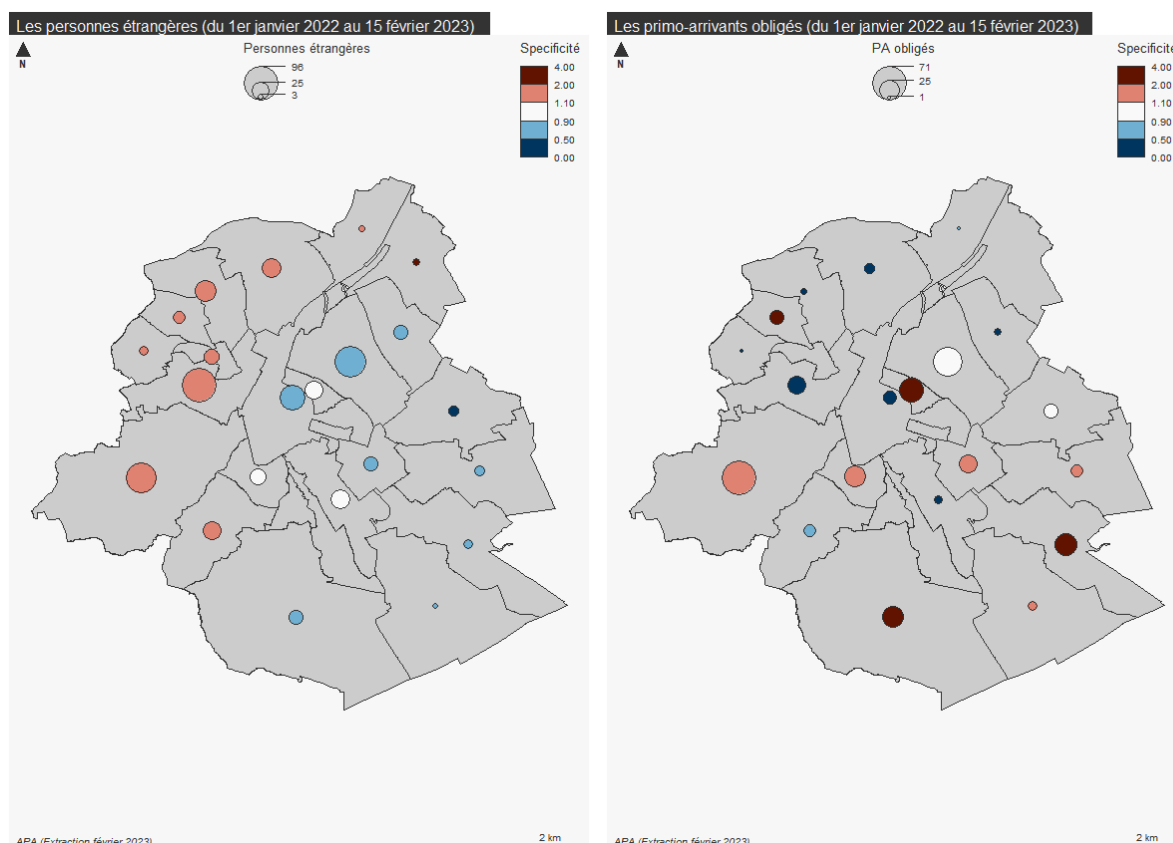 Les personnes étrangères (du 1er janvier 2022 au 15 février 2023)
N
Personnes étrangères
96
25
3
Specificité
4.00
2.00
1.10
0.90
0.50
0.00
APA (Extraction février 2023)
2 km
Les primo-arrivants obligés (du 1er janvier 2022 au 15 février 2023)
N
PA obligés
71
25
1
Specificité
4.00
2.00
1.10
0.90
0.50
0.00
APA (Extraction février 2023)
2 km